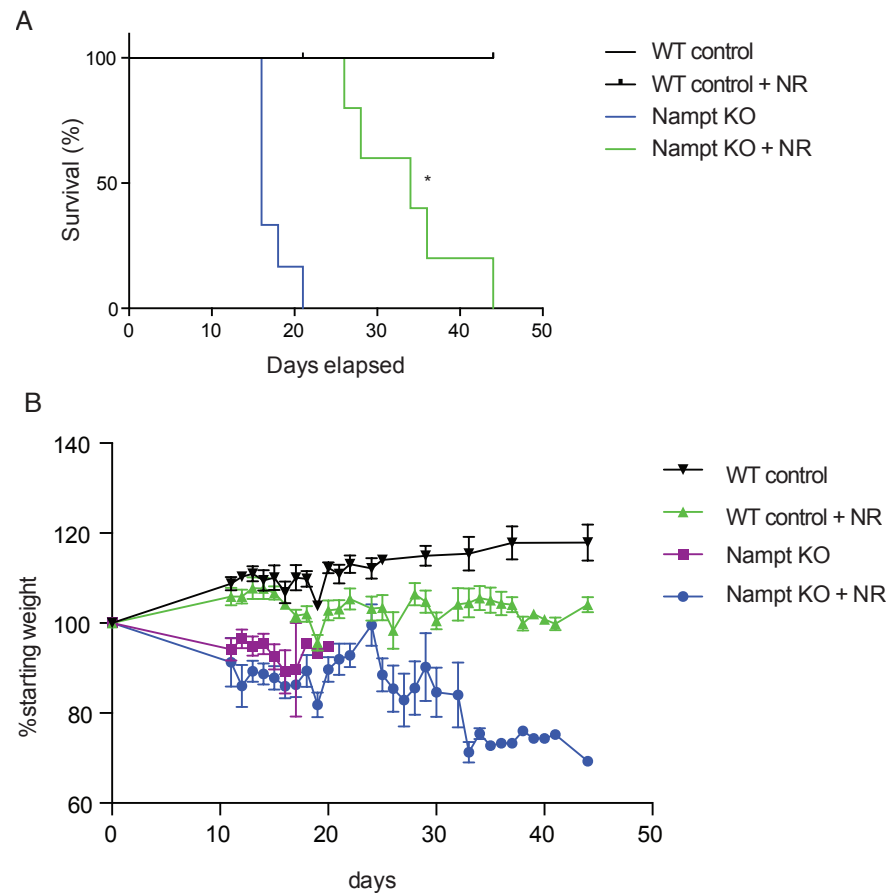 A
Survival (%)
100
50
0
0 10 20 30 40 50
Days elapsed
WT control
WT control + NR
Nampt KO
Nampt KO + NR
*
B
%starting weight
140
120
100
80
60
0 10 20 30 40 50
days
WT control
WT control + NR
Nampt KO
Nampt KO + NR